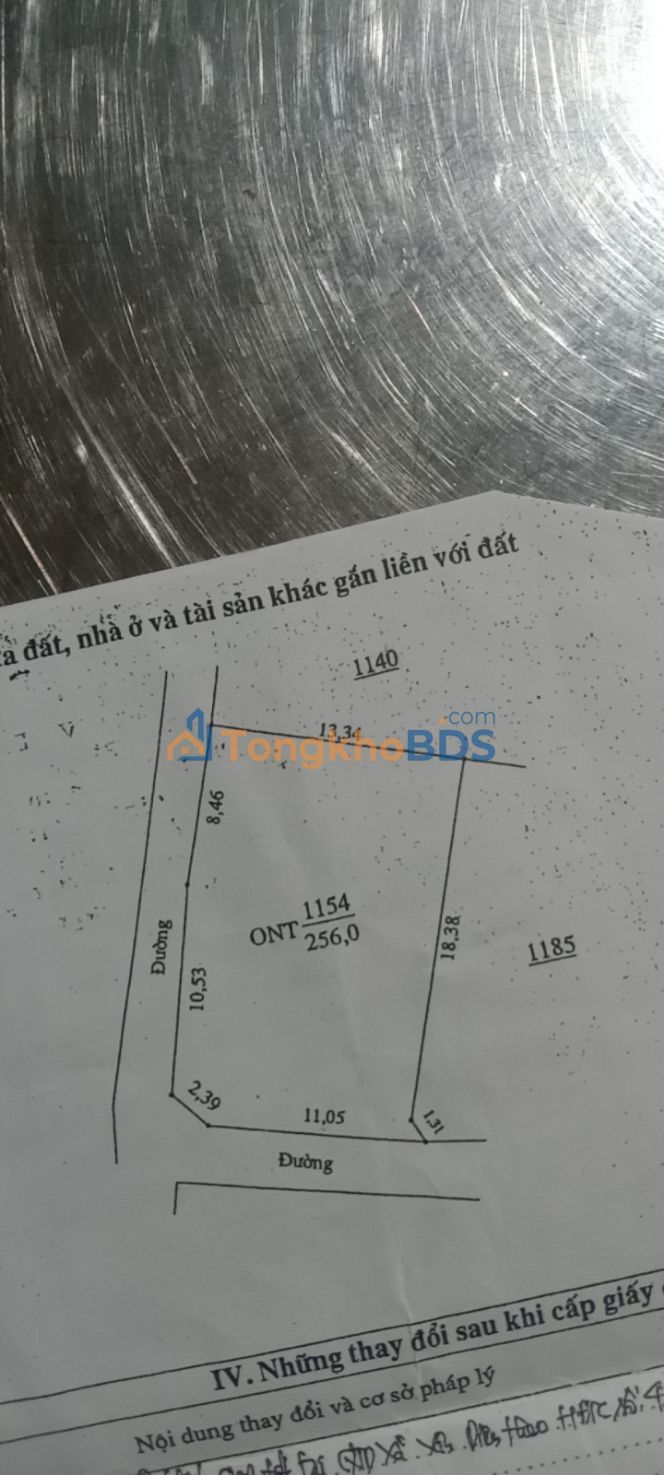 đất, nhà ở và tài sản khác gắn liền với đất
1140
13,34
TongkhoBDS.com
8,46
ONT 1154
256,0
18,38
1185
Đường
10,53
2,39
11,05
1,31
Đường
IV. Những thay đổi sau khi cấp giấy
Nội dung thay đổi và cơ sở pháp lý